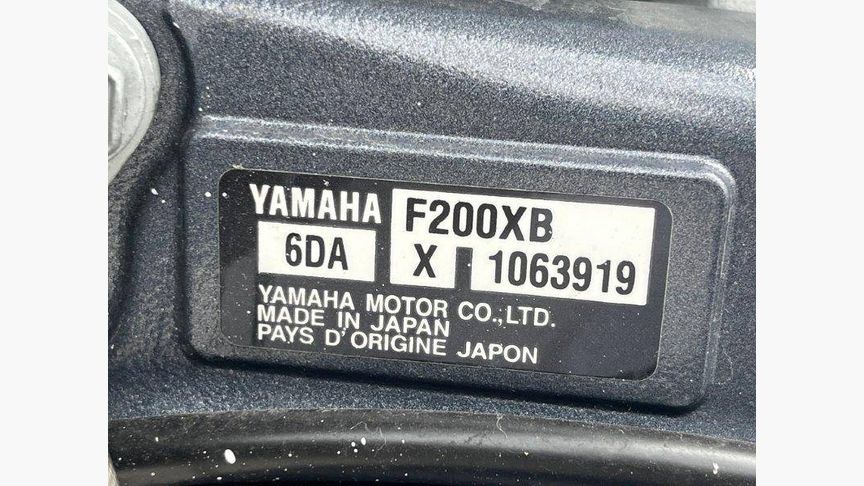 YAMAHA F200XB
6DA X 1063919
YAMAHA MOTOR CO.,LTD.
MADE IN JAPAN
PAYS D'ORIGINE JAPON